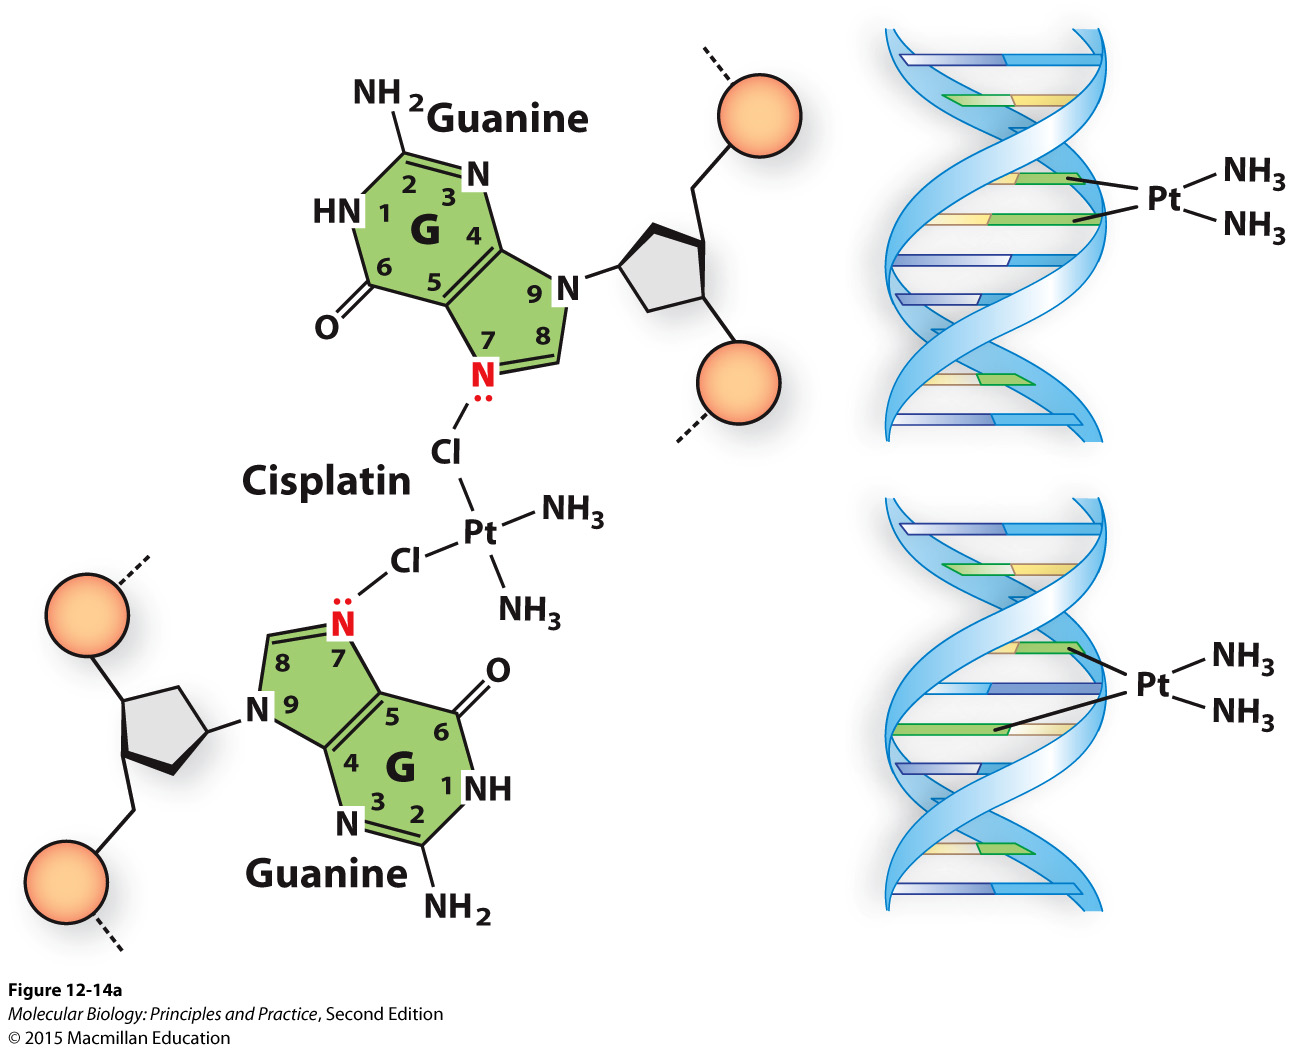 NH2
Guanine
N
2
3
HN
1
G
4
6
5
9
N
O
7
8
N
Cl
Cisplatin
Pt
NH3
Cl
NH3
N
8
7
O
N
9
5
6
4
G
1
NH
3
2
N
Guanine
NH2
NH3
Pt
NH3
NH3
Pt
NH3
Figure 12-14a
Molecular Biology: Principles and Practice, Second Edition
© 2015 Macmillan Education